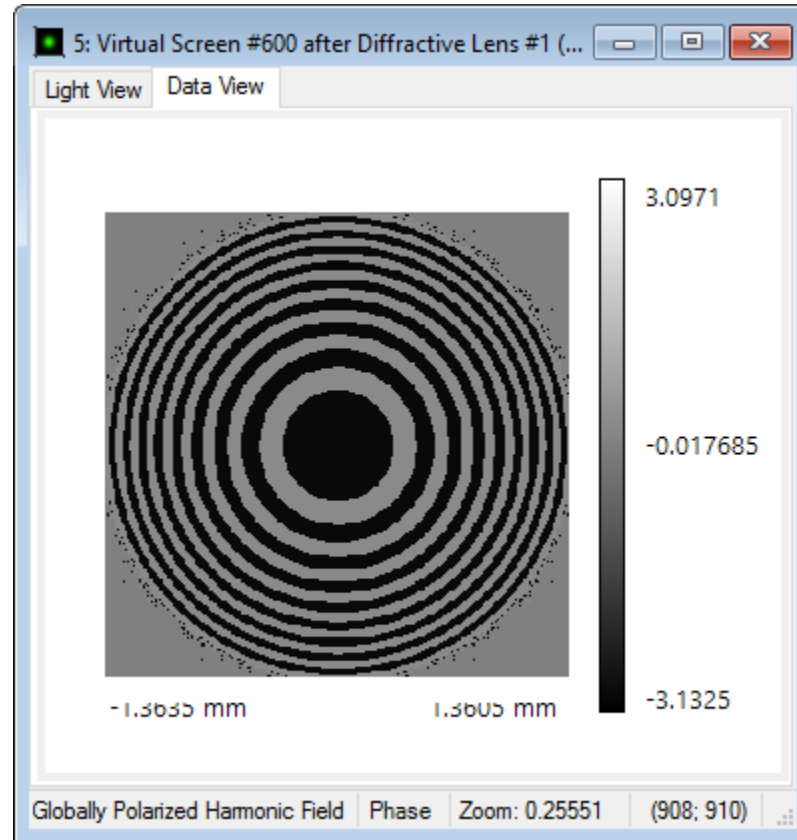 5: Virtual Screen #600 after Diffractive Lens #1 (...
Light View Data View
3.0971
-0.017685
-3.1325
-1.3635 mm 1.3605 mm
Globally Polarized Harmonic Field Phase Zoom: 0.25551 (908; 910)